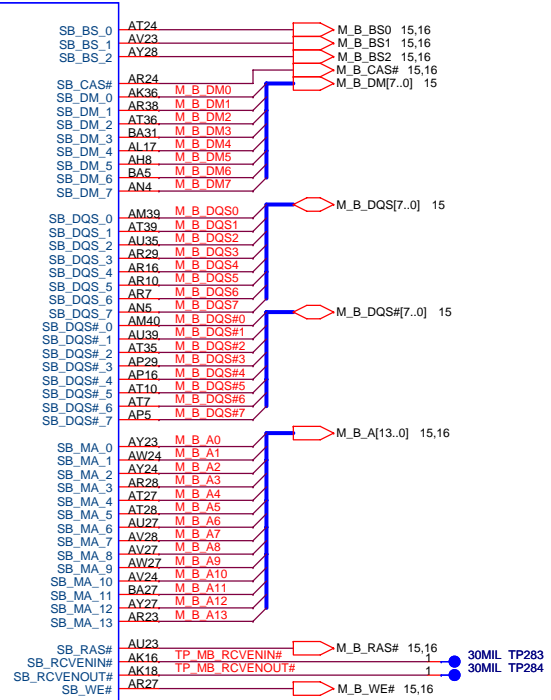 SB_BS_0 AT24 M_B_BS0 15,16
SB_BS_1 AV23 M_B_BS1 15,16
SB_BS_2 AY28 M_B_BS2 15,16
M_B_CAS# 15,16
SB_CAS# AR24 M_B_DM[7..0] 15
SB_DM_0 AK36 M_B_DM0
SB_DM_1 AR38 M_B_DM1
SB_DM_2 AT36 M_B_DM2
SB_DM_3 BA31 M_B_DM3
SB_DM_4 AL17 M_B_DM4
SB_DM_5 AH8 M_B_DM5
SB_DM_6 BA5 M_B_DM6
SB_DM_7 AN4 M_B_DM7
M_B_DQS[7..0] 15
SB_DQS_0 AM39 M_B_DQS0
SB_DQS_1 AT39 M_B_DQS1
SB_DQS_2 AU35 M_B_DQS2
SB_DQS_3 AR29 M_B_DQS3
SB_DQS_4 AR16 M_B_DQS4
SB_DQS_5 AR10 M_B_DQS5
SB_DQS_6 AR7 M_B_DQS6
SB_DQS_7 AN5 M_B_DQS7
M_B_DQS#[7..0] 15
SB_DQS#_0 AM40 M_B_DQS#0
SB_DQS#_1 AU39 M_B_DQS#1
SB_DQS#_2 AT35 M_B_DQS#2
SB_DQS#_3 AP29 M_B_DQS#3
SB_DQS#_4 AP16 M_B_DQS#4
SB_DQS#_5 AT10 M_B_DQS#5
SB_DQS#_6 AT7 M_B_DQS#6
SB_DQS#_7 AP5 M_B_DQS#7
M_B_A[13..0] 15,16
SB_MA_0 AY23 M_B_A0
SB_MA_1 AW24 M_B_A1
SB_MA_2 AY24 M_B_A2
SB_MA_3 AR28 M_B_A3
SB_MA_4 AT27 M_B_A4
SB_MA_5 AT28 M_B_A5
SB_MA_6 AU27 M_B_A6
SB_MA_7 AV28 M_B_A7
SB_MA_8 AV27 M_B_A8
SB_MA_9 AW27 M_B_A9
SB_MA_10 AV24 M_B_A10
SB_MA_11 BA27 M_B_A11
SB_MA_12 AY27 M_B_A12
SB_MA_13 AR23 M_B_A13
SB_RAS# AU23 M_B_RAS# 15,16
SB_RCVENIN# AK16 TP_MB_RCVENIN# 1 30MIL TP283
SB_RCVENOUT# AK18 TP_MB_RCVENOUT# 1 30MIL TP284
SB_WE# AR27 M_B_WE# 15,16